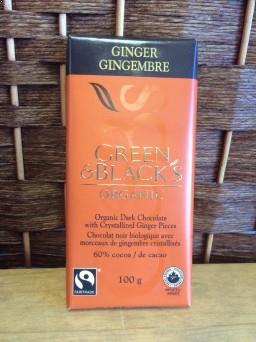 GINGER
GINGEMBRE
GREEN
&BLACK'S
ORGANIC
Organic Dark Chocolate
with Crystallized Ginger Pieces
Chocolat noir biologique avec
morceaux de gingembre cristallisés
60% cocoa / de cacao
FAIRTRADE
100 g